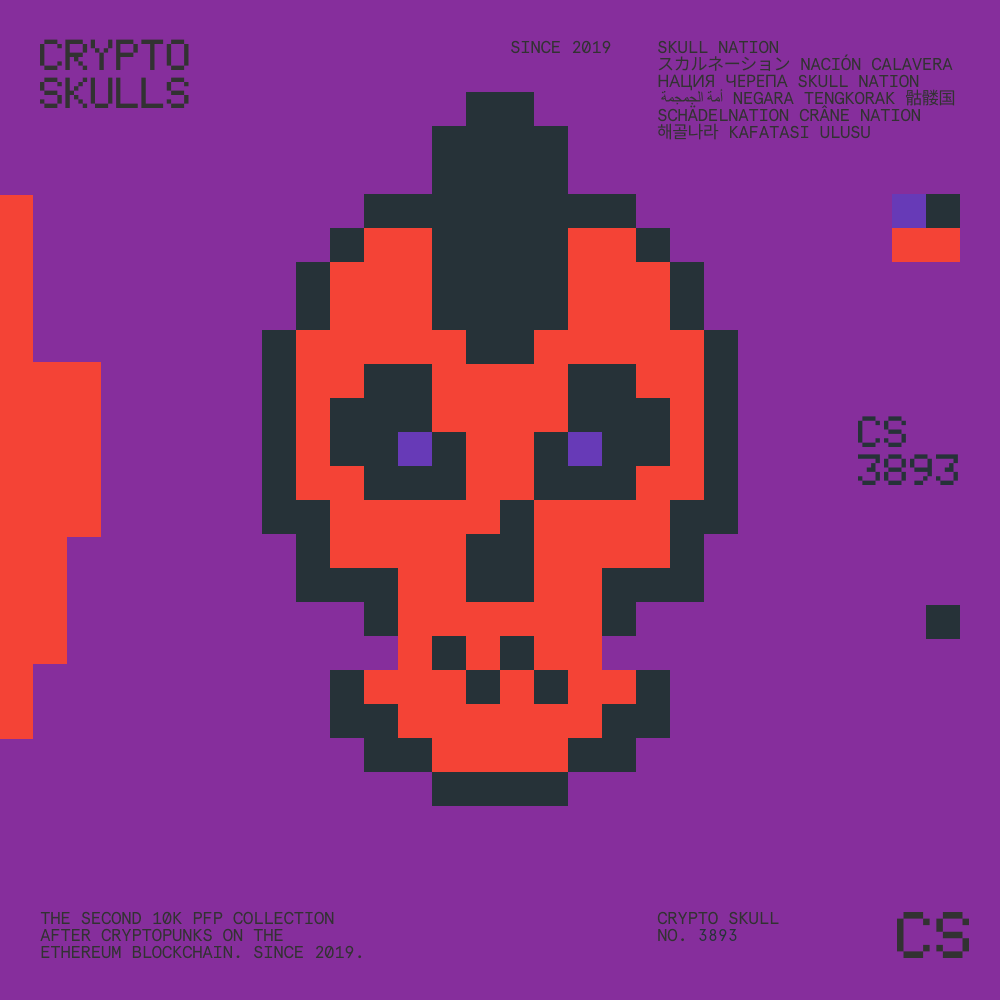 CRYPTO
SKULLS
SINCE 2019
SKULL NATION
スカルネーション NACIÓN CALAVERA
НАЦИЯ ЧЕРЕПА SKULL NATION
أمة الجمجمة NEGARA TENGKORAK 骷髅国
SCHÄDELNATION CRÂNE NATION
해골나라 KAFATASI ULUSU
CS
3893
THE SECOND 10K PFP COLLECTION
AFTER CRYPTOPUNKS ON THE
ETHEREUM BLOCKCHAIN. SINCE 2019.
CRYPTO SKULL
NO. 3893
CS